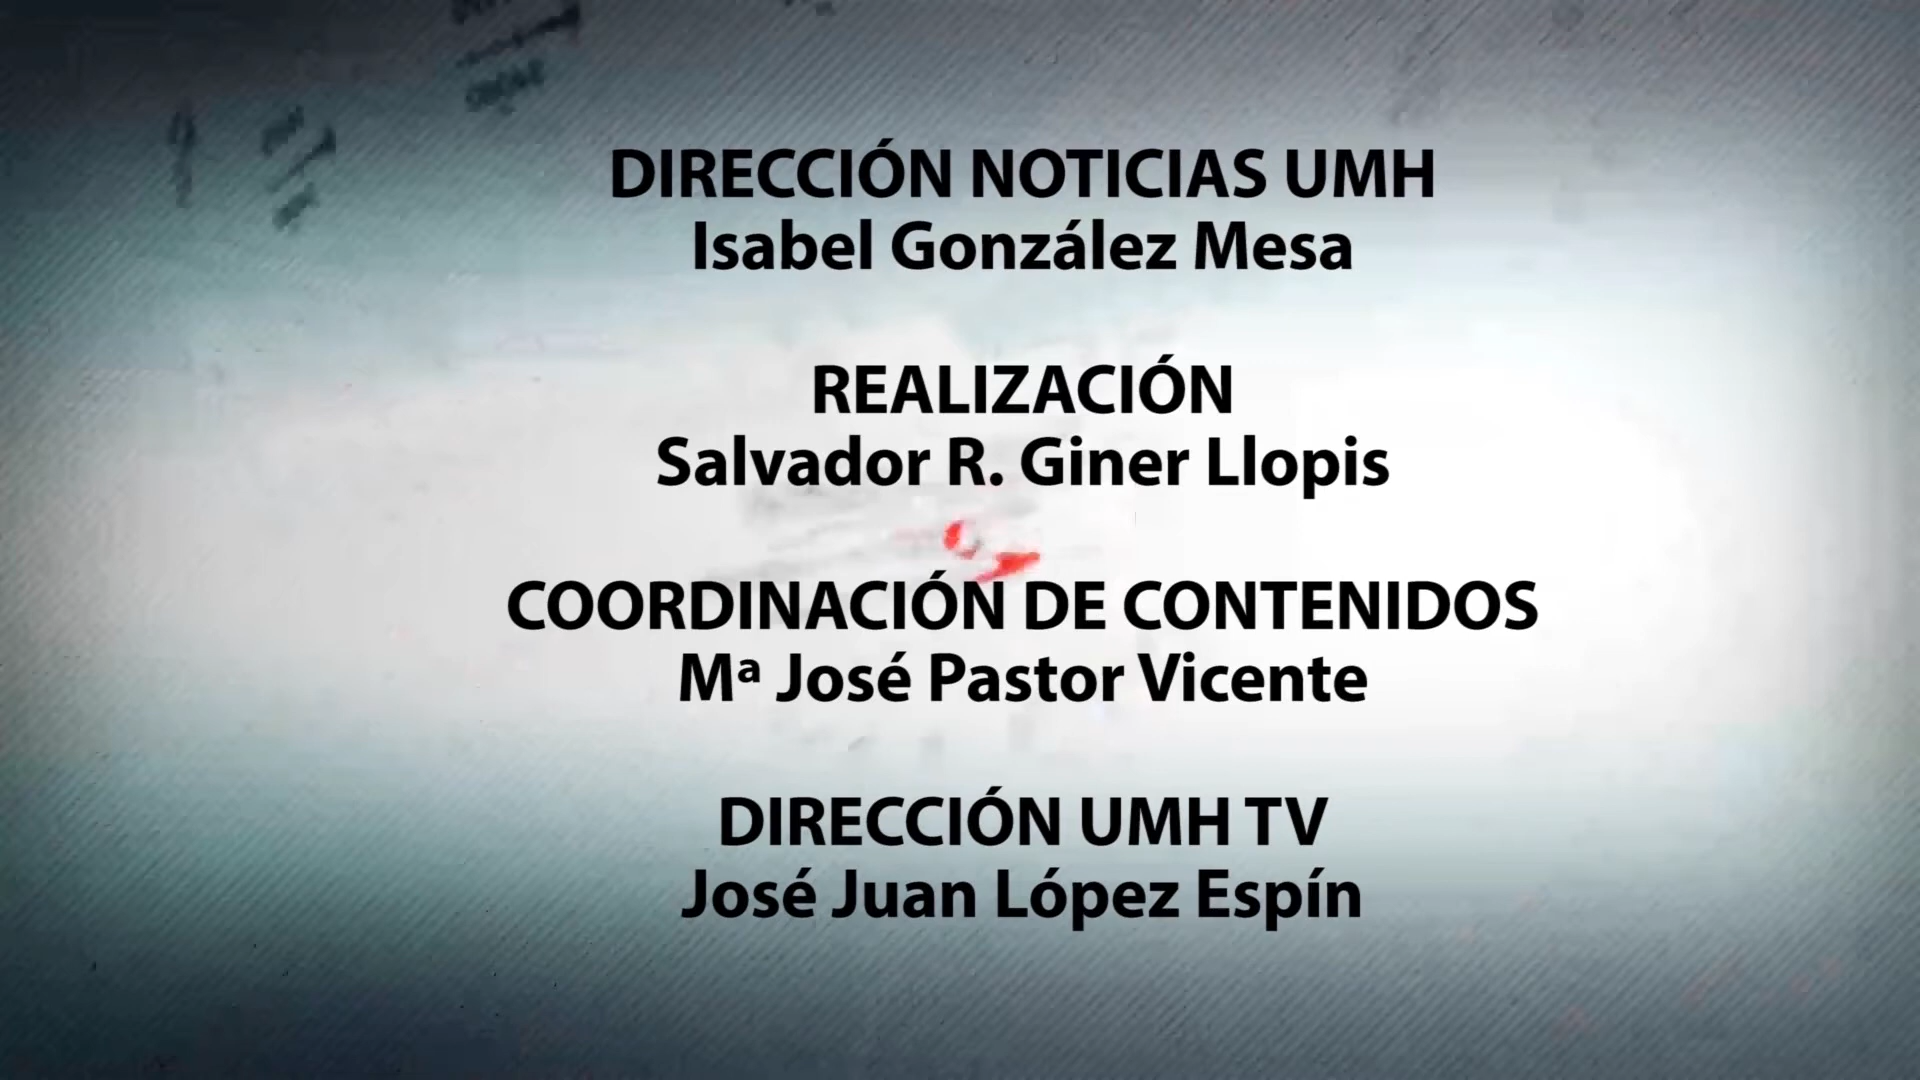 DIRECCIÓN NOTICIAS UMH
Isabel González Mesa
REALIZACIÓN
Salvador R. Giner Llopis
COORDINACIÓN DE CONTENIDOS
Mª José Pastor Vicente
DIRECCIÓN UMH TV
José Juan López Espín